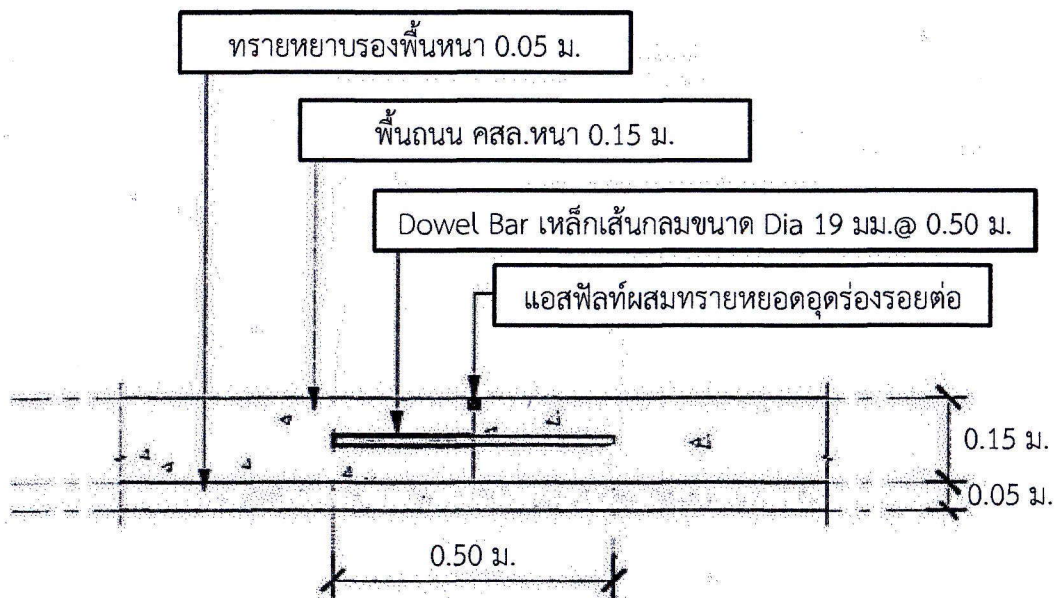 ทรายหยาบรองพื้นหนา 0.05 ม.
พื้นถนน คสล.หนา 0.15 ม.
Dowel Bar เหล็กเส้นกลมขนาด Dia 19 มม.@ 0.50 ม.
แอสฟัลท์ผสมทรายหยอดอุดร่องรอยต่อ
0.15 ม.
0.05 ม.
0.50 ม.